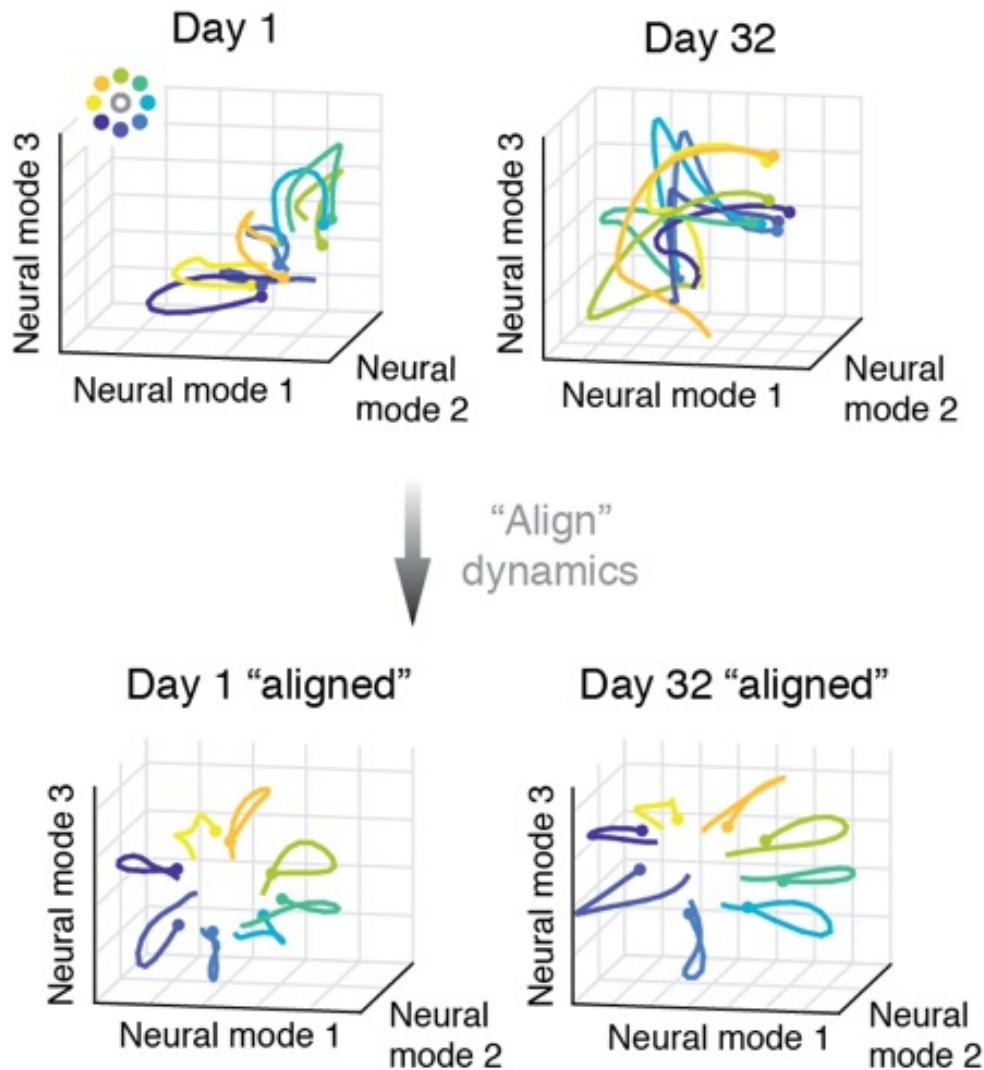 Day 1
Day 32
Neural mode 3
Neural mode 1
Neural
mode 2
Neural mode 3
Neural mode 1
Neural
mode 2
“Align”
dynamics
Day 1 “aligned”
Day 32 “aligned”
Neural mode 3
Neural mode 1
Neural
mode 2
Neural mode 3
Neural mode 1
Neural
mode 2